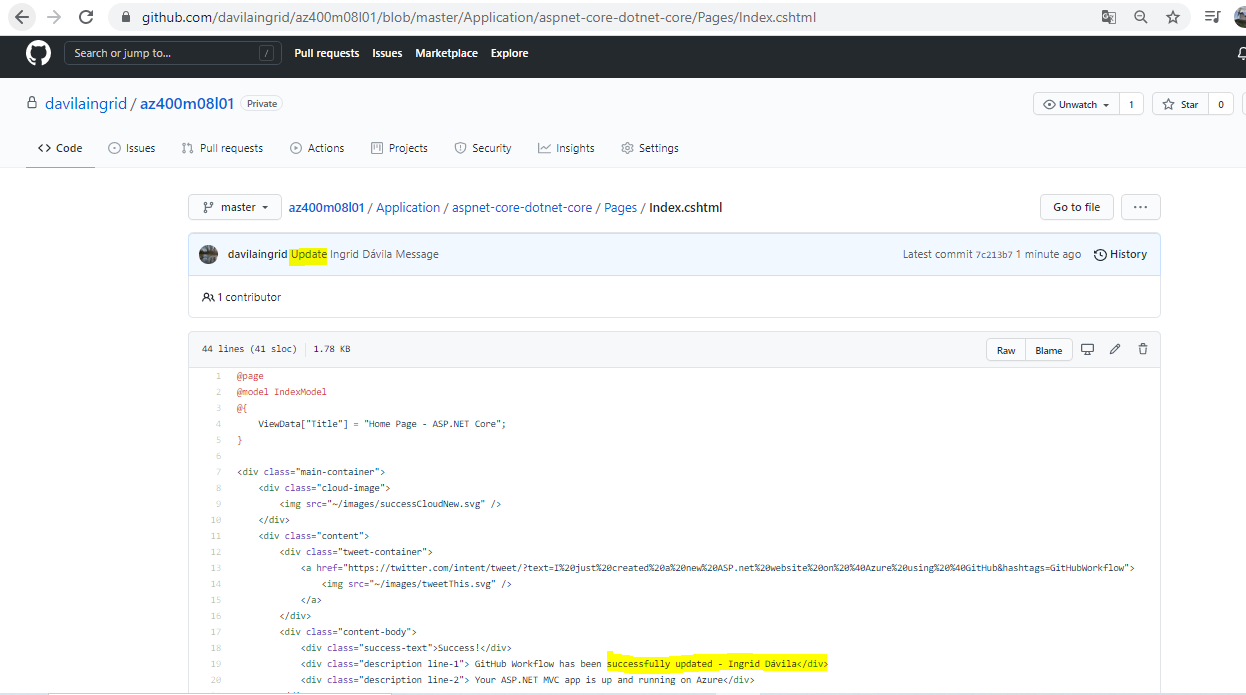 github.com/davilaingrid/az400m08l01/blob/master/Application/aspnet-core-dotnet-core/Pages/Index.cshtml
Search or jump to... /
Pull requests Issues Marketplace Explore
davilaingrid / az400m08l01 Private
Unwatch 1 Star 0
Code Issues Pull requests Actions Projects Security Insights Settings
master az400m08l01 / Application / aspnet-core-dotnet-core / Pages / Index.cshtml Go to file ...
davilaingrid Update Ingrid Dávila Message Latest commit 7c213b7 1 minute ago History
1 contributor
44 lines (41 sloc) 1.78 KB Raw Blame
1 @page
2 @model IndexModel
3 @{
4 ViewData["Title"] = "Home Page - ASP.NET Core";
5 }
6
7 <div class="main-container">
8 <div class="cloud-image">
9 <img src="~/images/successCloudNew.svg" />
10 </div>
11 <div class="content">
12 <div class="tweet-container">
13 <a href="https://twitter.com/intent/tweet/?text=I%20just%20created%20a%20new%20ASP.net%20website%20on%20%40Azure%20using%20%40GitHub&hashtags=GitHubWorkflow">
14 <img src="~/images/tweetThis.svg" />
15 </a>
16 </div>
17 <div class="content-body">
18 <div class="success-text">Success!</div>
19 <div class="description line-1"> GitHub Workflow has been successfully updated - Ingrid Dávila</div>
20 <div class="description line-2"> Your ASP.NET MVC app is up and running on Azure</div>